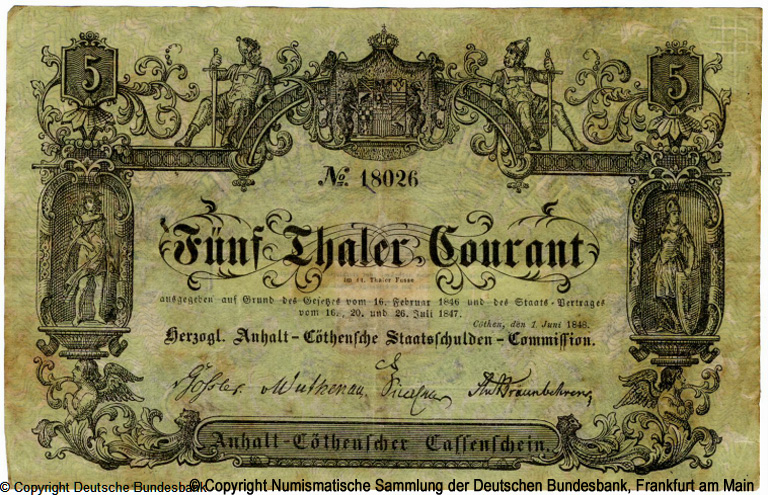 5 5
No. 18026
Fünf Thaler Courant
im 14 Thaler Fusse
ausgegeben auf Grund des Gesetzes vom 16. Februar 1846 und des Staats-Vertrages
vom 16., 20. und 26. Juli 1847.
Cöthen, den 1. Juni 1848.
Herzogl. Anhalt-Cöthensche Staatsschulden-Commission.
vGoßler. vWuthenau
Anhalt-Cöthenscher Cassenschein.
© Copyright Deutsche Bundesbank
© Copyright Numismatische Sammlung der Deutschen Bundesbank, Frankfurt am Main